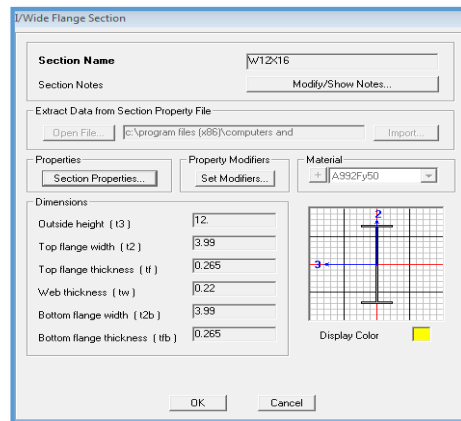 I/Wide Flange Section
Section Name W12X16
Section Notes Modify/Show Notes...
Extract Data from Section Property File
Open File... c:\program files (x86)\computers and Import...
Properties Property Modifiers Material
Section Properties... Set Modifiers... + A992Fy50
Dimensions
Outside height ( t3 ) 12.
Top flange width ( t2 ) 3.99
Top flange thickness ( tf ) 0.265
Web thickness ( tw ) 0.22
Bottom flange width ( t2b ) 3.99
Bottom flange thickness ( tfb ) 0.265
2
3
Display Color
OK Cancel